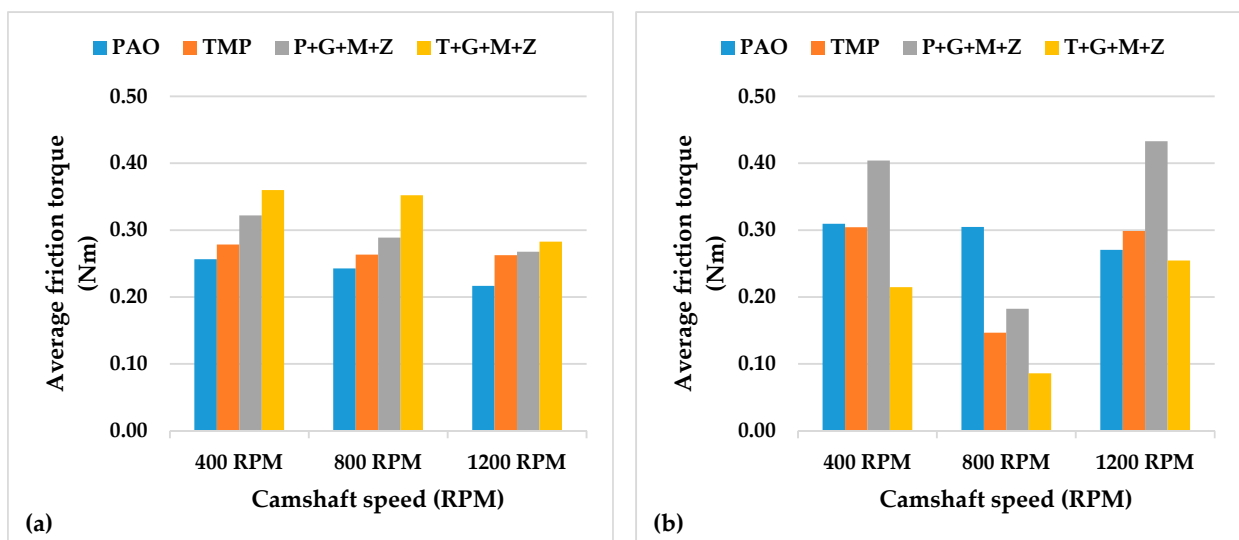 PAO TMP P+G+M+Z T+G+M+Z
0.50
0.40
0.30
0.20
0.10
0.00
Average friction torque
(Nm)
400 RPM 800 RPM 1200 RPM
Camshaft speed (RPM)
(a)
PAO TMP P+G+M+Z T+G+M+Z
0.50
0.40
0.30
0.20
0.10
0.00
Average friction torque
(Nm)
400 RPM 800 RPM 1200 RPM
Camshaft speed (RPM)
(b)